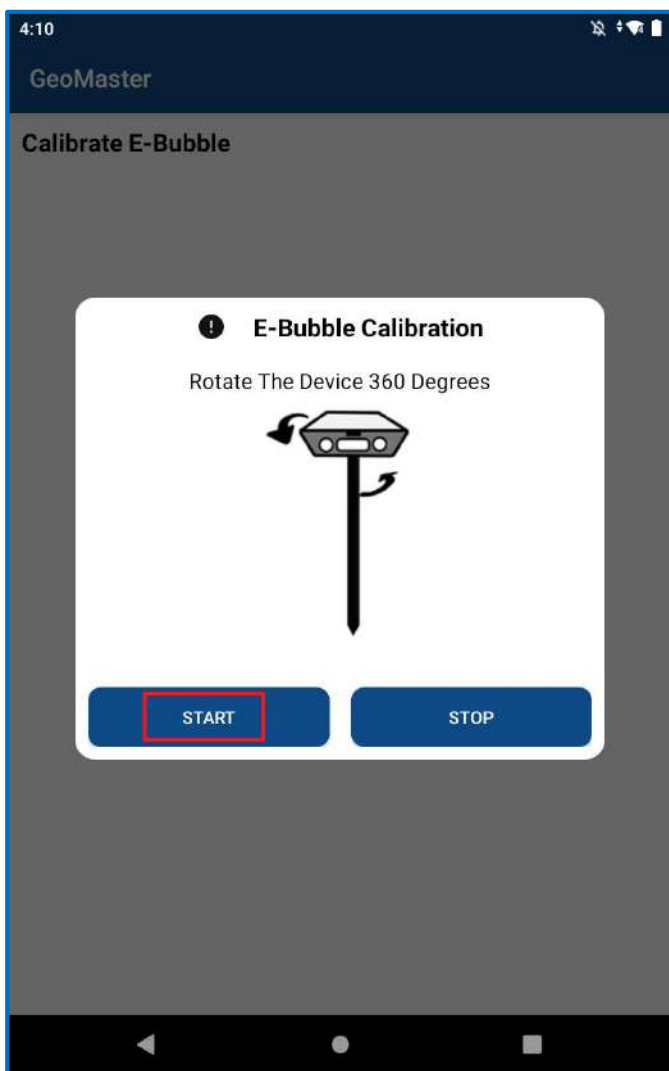 4:10
GeoMaster
Calibrate E-Bubble
E-Bubble Calibration
Rotate The Device 360 Degrees
START
STOP